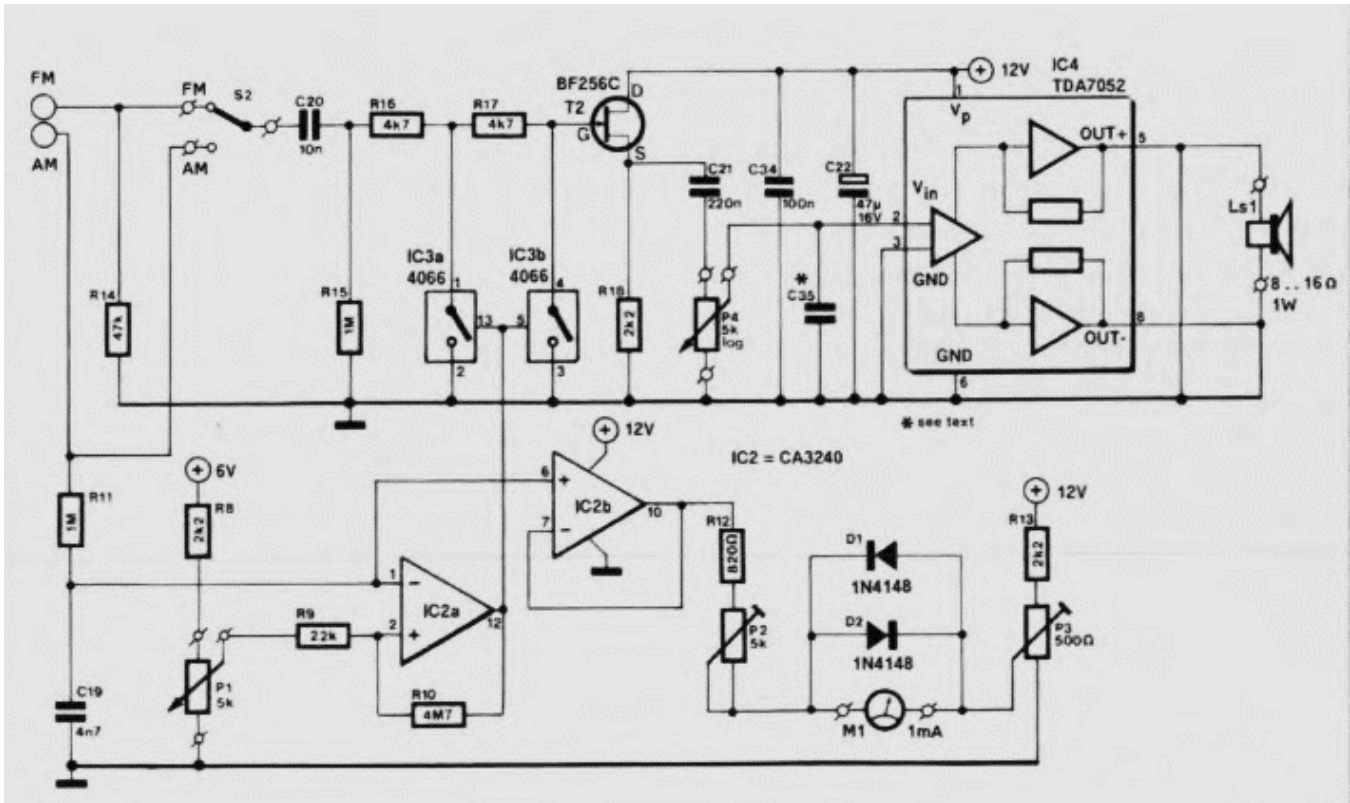 FM
AM
FM
S2
AM
C20
10n
R16
4k7
R17
4k7
BF256C
T2
D
G
S
R14
47k
R15
1M
IC3a
4066
1
13
2
IC3b
4066
4
5
3
R18
2k2
C21
220n
P4
5k
log
C34
100n
C22
47µ
16V
*
C35
12V
IC4
TDA7052
1
Vp
Vin
2
3
GND
OUT+
5
OUT-
8
GND
6
Ls1
8 .. 16Ω
1W
* see text
R11
1M
C19
4n7
6V
R8
2k2
P1
5k
R9
22k
R10
4M7
1
−
2
+
IC2a
12
12V
6
+
7
−
IC2b
10
IC2 = CA3240
R12
820Ω
P2
5k
D1
1N4148
D2
1N4148
M1
1mA
12V
R13
2k2
P3
500Ω